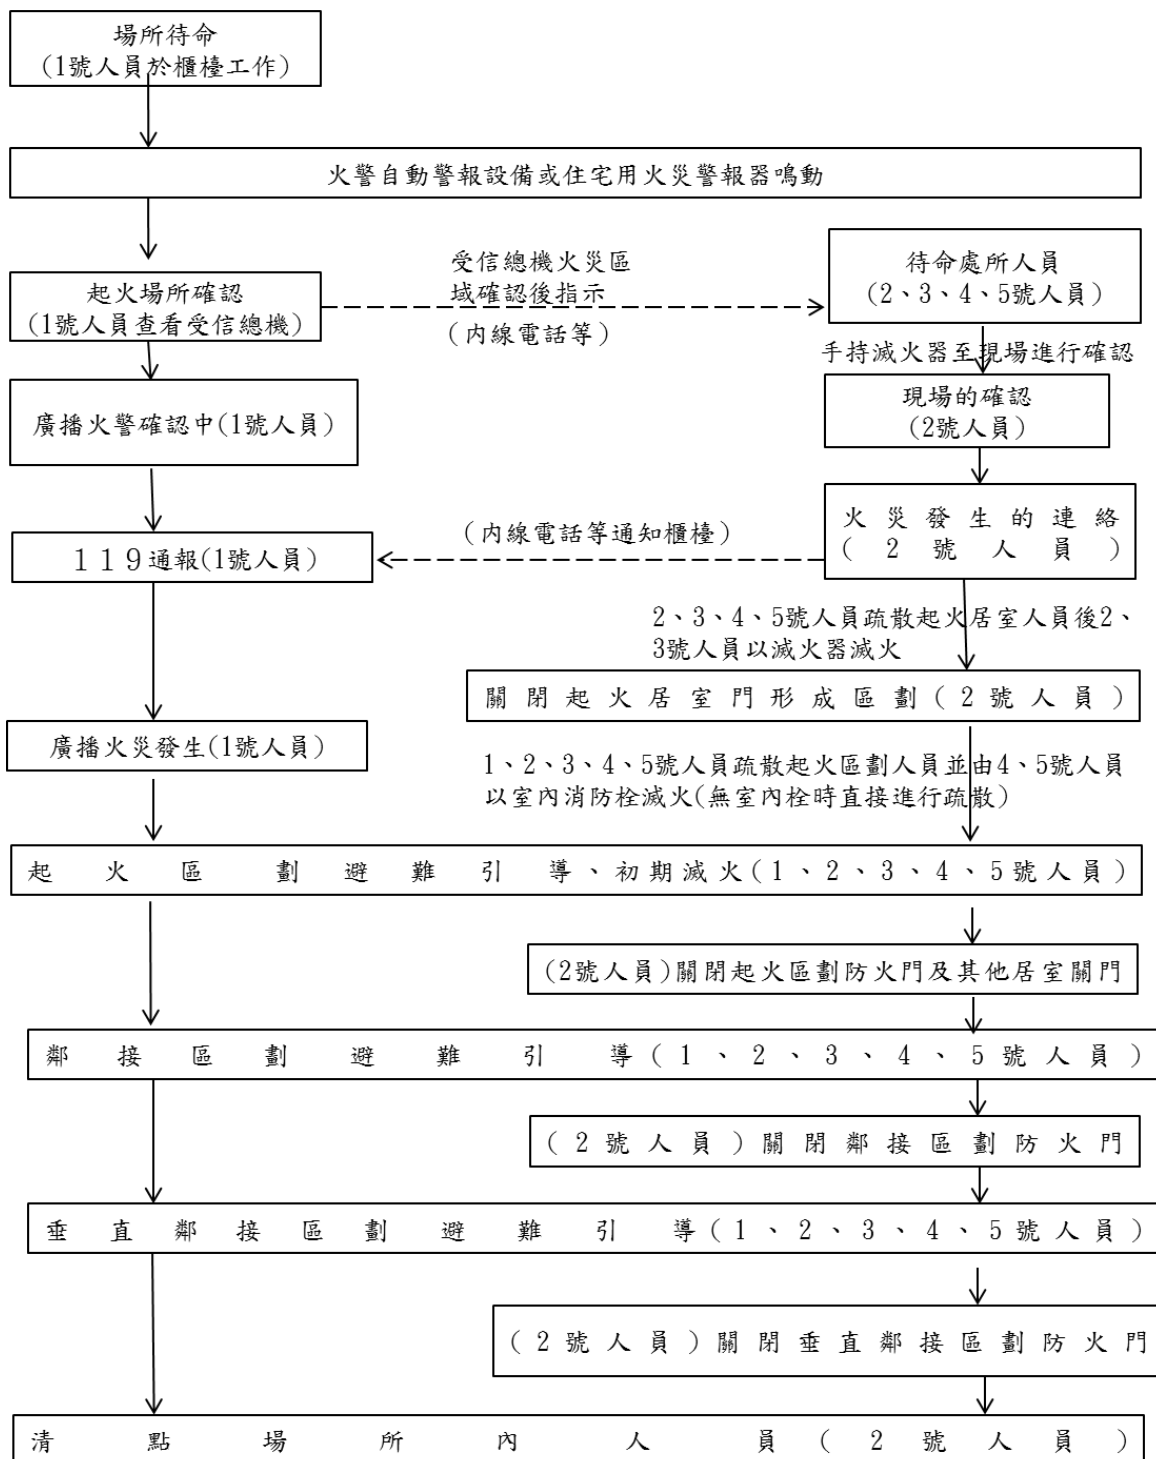 場所待命
(1號人員於櫃檯工作)
火警自動警報設備或住宅用火災警報器鳴動
起火場所確認
(1號人員查看受信總機)
受信總機火災區
域確認後指示
(內線電話等)
待命處所人員
(2、3、4、5號人員)
手持滅火器至現場進行確認
廣播火警確認中(1號人員)
現場的確認
(2號人員)
火災發生的連絡
(2號人員)
(內線電話等通知櫃檯)
１１９通報(1號人員)
2、3、4、5號人員疏散起火居室人員後2、
3號人員以滅火器滅火
關閉起火居室門形成區劃(2號人員)
廣播火災發生(1號人員)
1、2、3、4、5號人員疏散起火區劃人員並由4、5號人員
以室內消防栓滅火(無室內栓時直接進行疏散)
起火區劃避難引導、初期滅火(1、2、3、4、5號人員)
(2號人員)關閉起火區劃防火門及其他居室關門
鄰接區劃避難引導(1、2、3、4、5號人員)
(2號人員)關閉鄰接區劃防火門
垂直鄰接區劃避難引導(1、2、3、4、5號人員)
(2號人員)關閉垂直鄰接區劃防火門
清點場所內人員(2號人員)